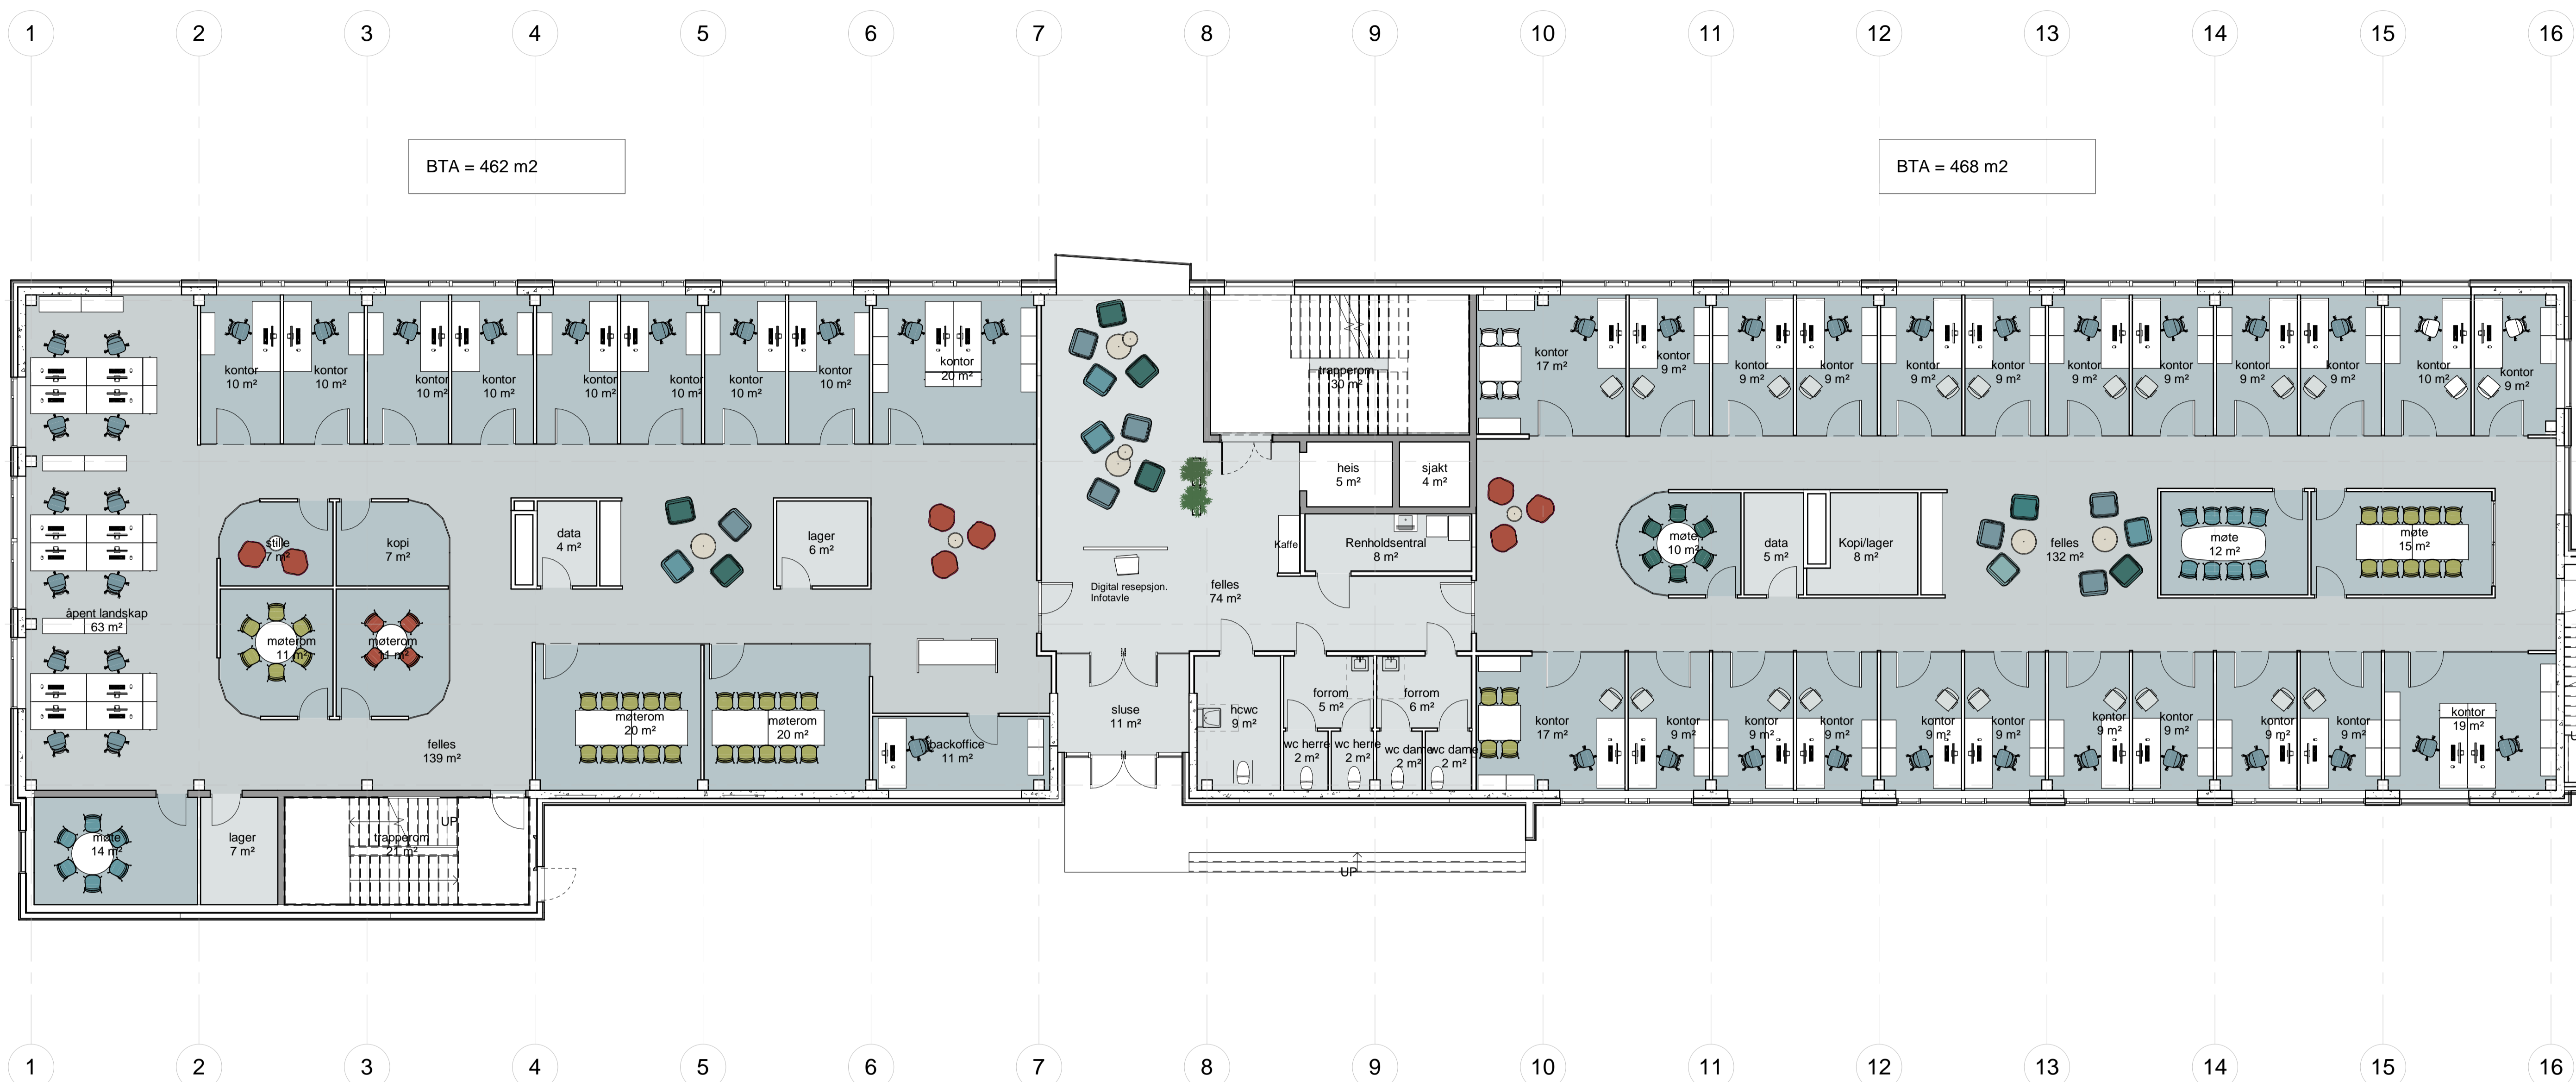 1 2 3 4 5 6 7 8 9 10 11 12 13 14 15 16
BTA = 462 m2
BTA = 468 m2
kontor
10 m²
kontor
10 m²
kontor
10 m²
kontor
10 m²
kontor
10 m²
kontor
10 m²
kontor
10 m²
kontor
10 m²
kontor
20 m²
trapperom
30 m²
kontor
17 m²
kontor
9 m²
kontor
9 m²
kontor
9 m²
kontor
9 m²
kontor
9 m²
kontor
9 m²
kontor
9 m²
kontor
9 m²
kontor
9 m²
kontor
10 m²
kontor
9 m²
heis
5 m²
sjakt
4 m²
stille
7 m²
kopi
7 m²
data
4 m²
lager
6 m²
Kaffe
Renholdsentral
8 m²
møte
10 m²
data
5 m²
Kopi/lager
8 m²
felles
132 m²
møte
12 m²
møte
15 m²
Digital resepsjon.
Infotavle
felles
74 m²
åpent landskap
63 m²
møterom
11 m²
møterom
11 m²
møterom
20 m²
møterom
20 m²
felles
139 m²
backoffice
11 m²
sluse
11 m²
hcwc
9 m²
forrom
5 m²
forrom
6 m²
wc herre
2 m²
wc herre
2 m²
wc dame
2 m²
wc dame
2 m²
kontor
17 m²
kontor
9 m²
kontor
9 m²
kontor
9 m²
kontor
9 m²
kontor
9 m²
kontor
9 m²
kontor
9 m²
kontor
9 m²
kontor
9 m²
kontor
19 m²
møte
14 m²
lager
7 m²
UP
trapperom
21 m²
UP
1 2 3 4 5 6 7 8 9 10 11 12 13 14 15 16